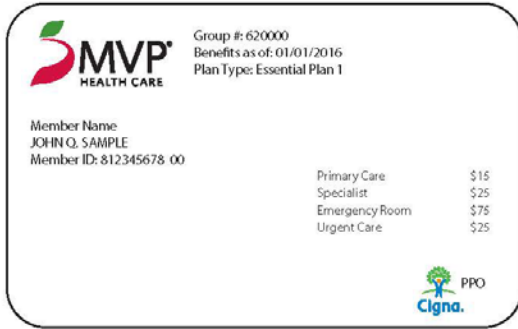 MVP
HEALTH CARE
Group #: 620000
Benefits as of: 01/01/2016
Plan Type: Essential Plan 1
Member Name
JOHN Q. SAMPLE
Member ID: 812345678 00
Primary Care $15
Specialist $25
Emergency Room $75
Urgent Care $25
PPO
Cigna.